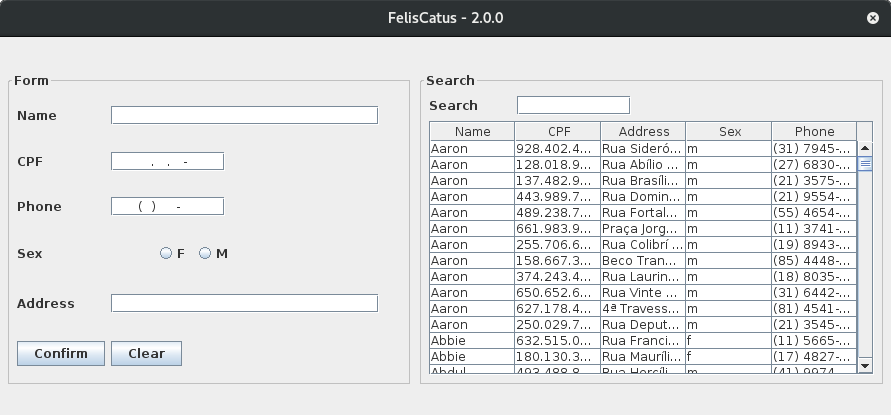 FelisCatus - 2.0.0
Form
Name
CPF . . -
Phone ( ) -
Sex F M
Address
Confirm Clear
Search
Search
Name CPF Address Sex Phone
Aaron 928.402.4... Rua Sideró... m (31) 7945-...
Aaron 128.018.9... Rua Abílio ... m (27) 6830-...
Aaron 137.482.9... Rua Brasíli... m (21) 3575-...
Aaron 443.989.7... Rua Domin... m (21) 9554-...
Aaron 489.238.7... Rua Fortal... m (55) 4654-...
Aaron 661.983.9... Praça Jorg... m (11) 3741-...
Aaron 255.706.6... Rua Colibrí ... m (19) 8943-...
Aaron 158.667.3... Beco Tran... m (85) 4448-...
Aaron 374.243.4... Rua Laurin... m (18) 8035-...
Aaron 650.652.6... Rua Vinte ... m (31) 6442-...
Aaron 627.178.4... 4ª Travess... m (81) 4541-...
Aaron 250.029.7... Rua Deput... m (21) 3545-...
Abbie 632.515.0... Rua Franci... f (11) 5665-...
Abbie 180.130.3... Rua Mauríli... f (17) 4827-...
Abdul 493.488.8... Rua Hercíli... m (41) 9974-...